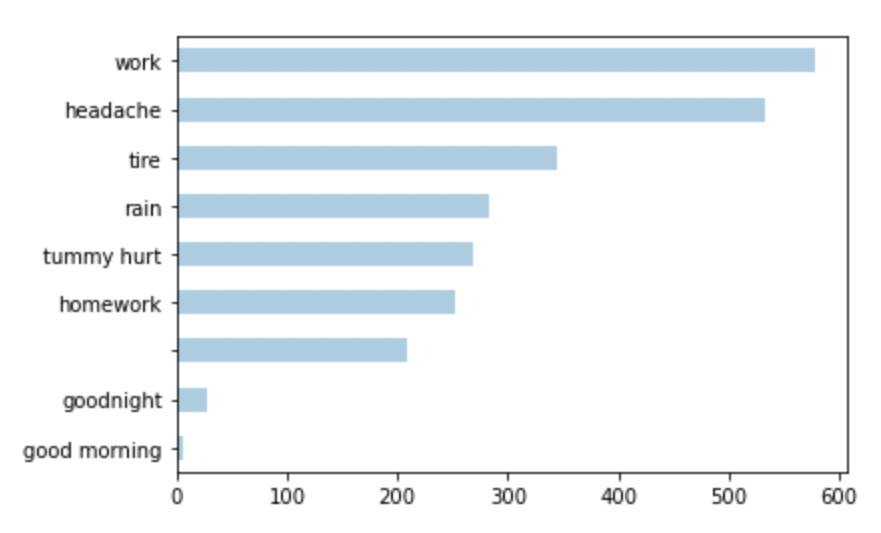 work
headache
tire
rain
tummy hurt
homework
goodnight
good morning
0 100 200 300 400 500 600